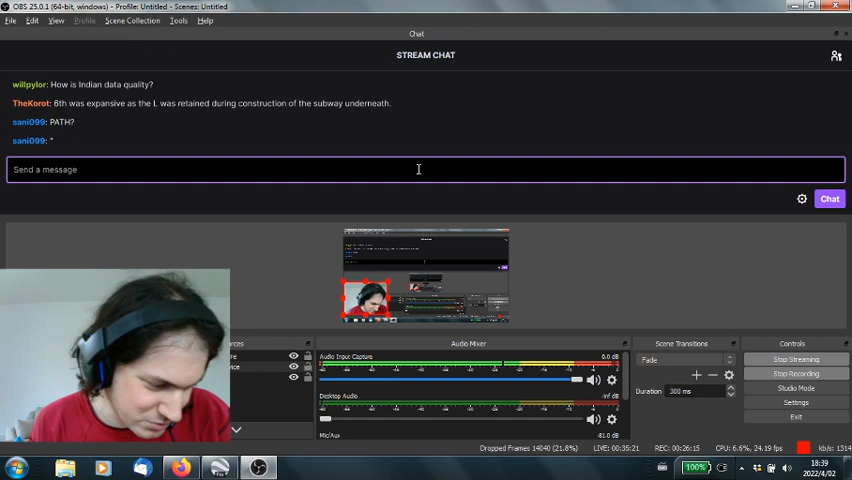 OBS 25.0.1 (64-bit, windows) - Profile: Untitled - Scenes: Untitled
File Edit View Profile Scene Collection Tools Help
Chat
STREAM CHAT
willpylor: How is Indian data quality?
TheKorot: 6th was expansive as the L was retained during construction of the subway underneath.
sani099: PATH?
sani099: "
Send a message
Chat
Audio Mixer
Scene Transitions
Controls
Audio Input Capture 0.0 dB
Fade
Stop Streaming
Stop Recording
Duration 300 ms
Studio Mode
Desktop Audio -inf dB
Settings
Exit
Mic/Aux -81.0 dB
Dropped Frames 14040 (21.8%) LIVE: 00:35:21 REC: 00:26:15 CPU: 6.6%, 24.19 fps kb/s: 1314
100%
18:39
2022/4/02